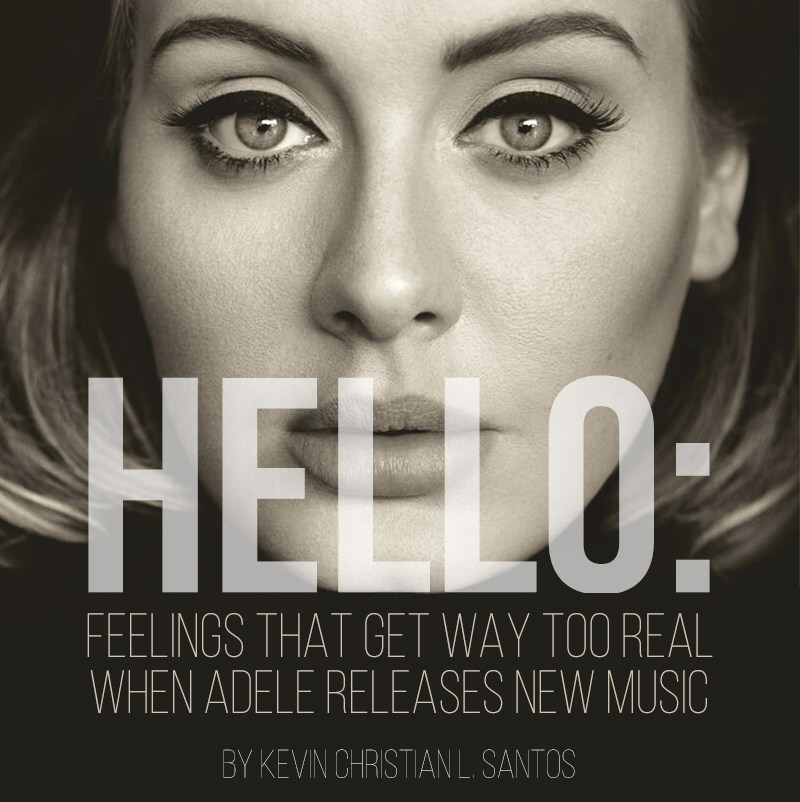 HELLO:
FEELINGS THAT GET WAY TOO REAL
WHEN ADELE RELEASES NEW MUSIC
BY KEVIN CHRISTIAN L. SANTOS